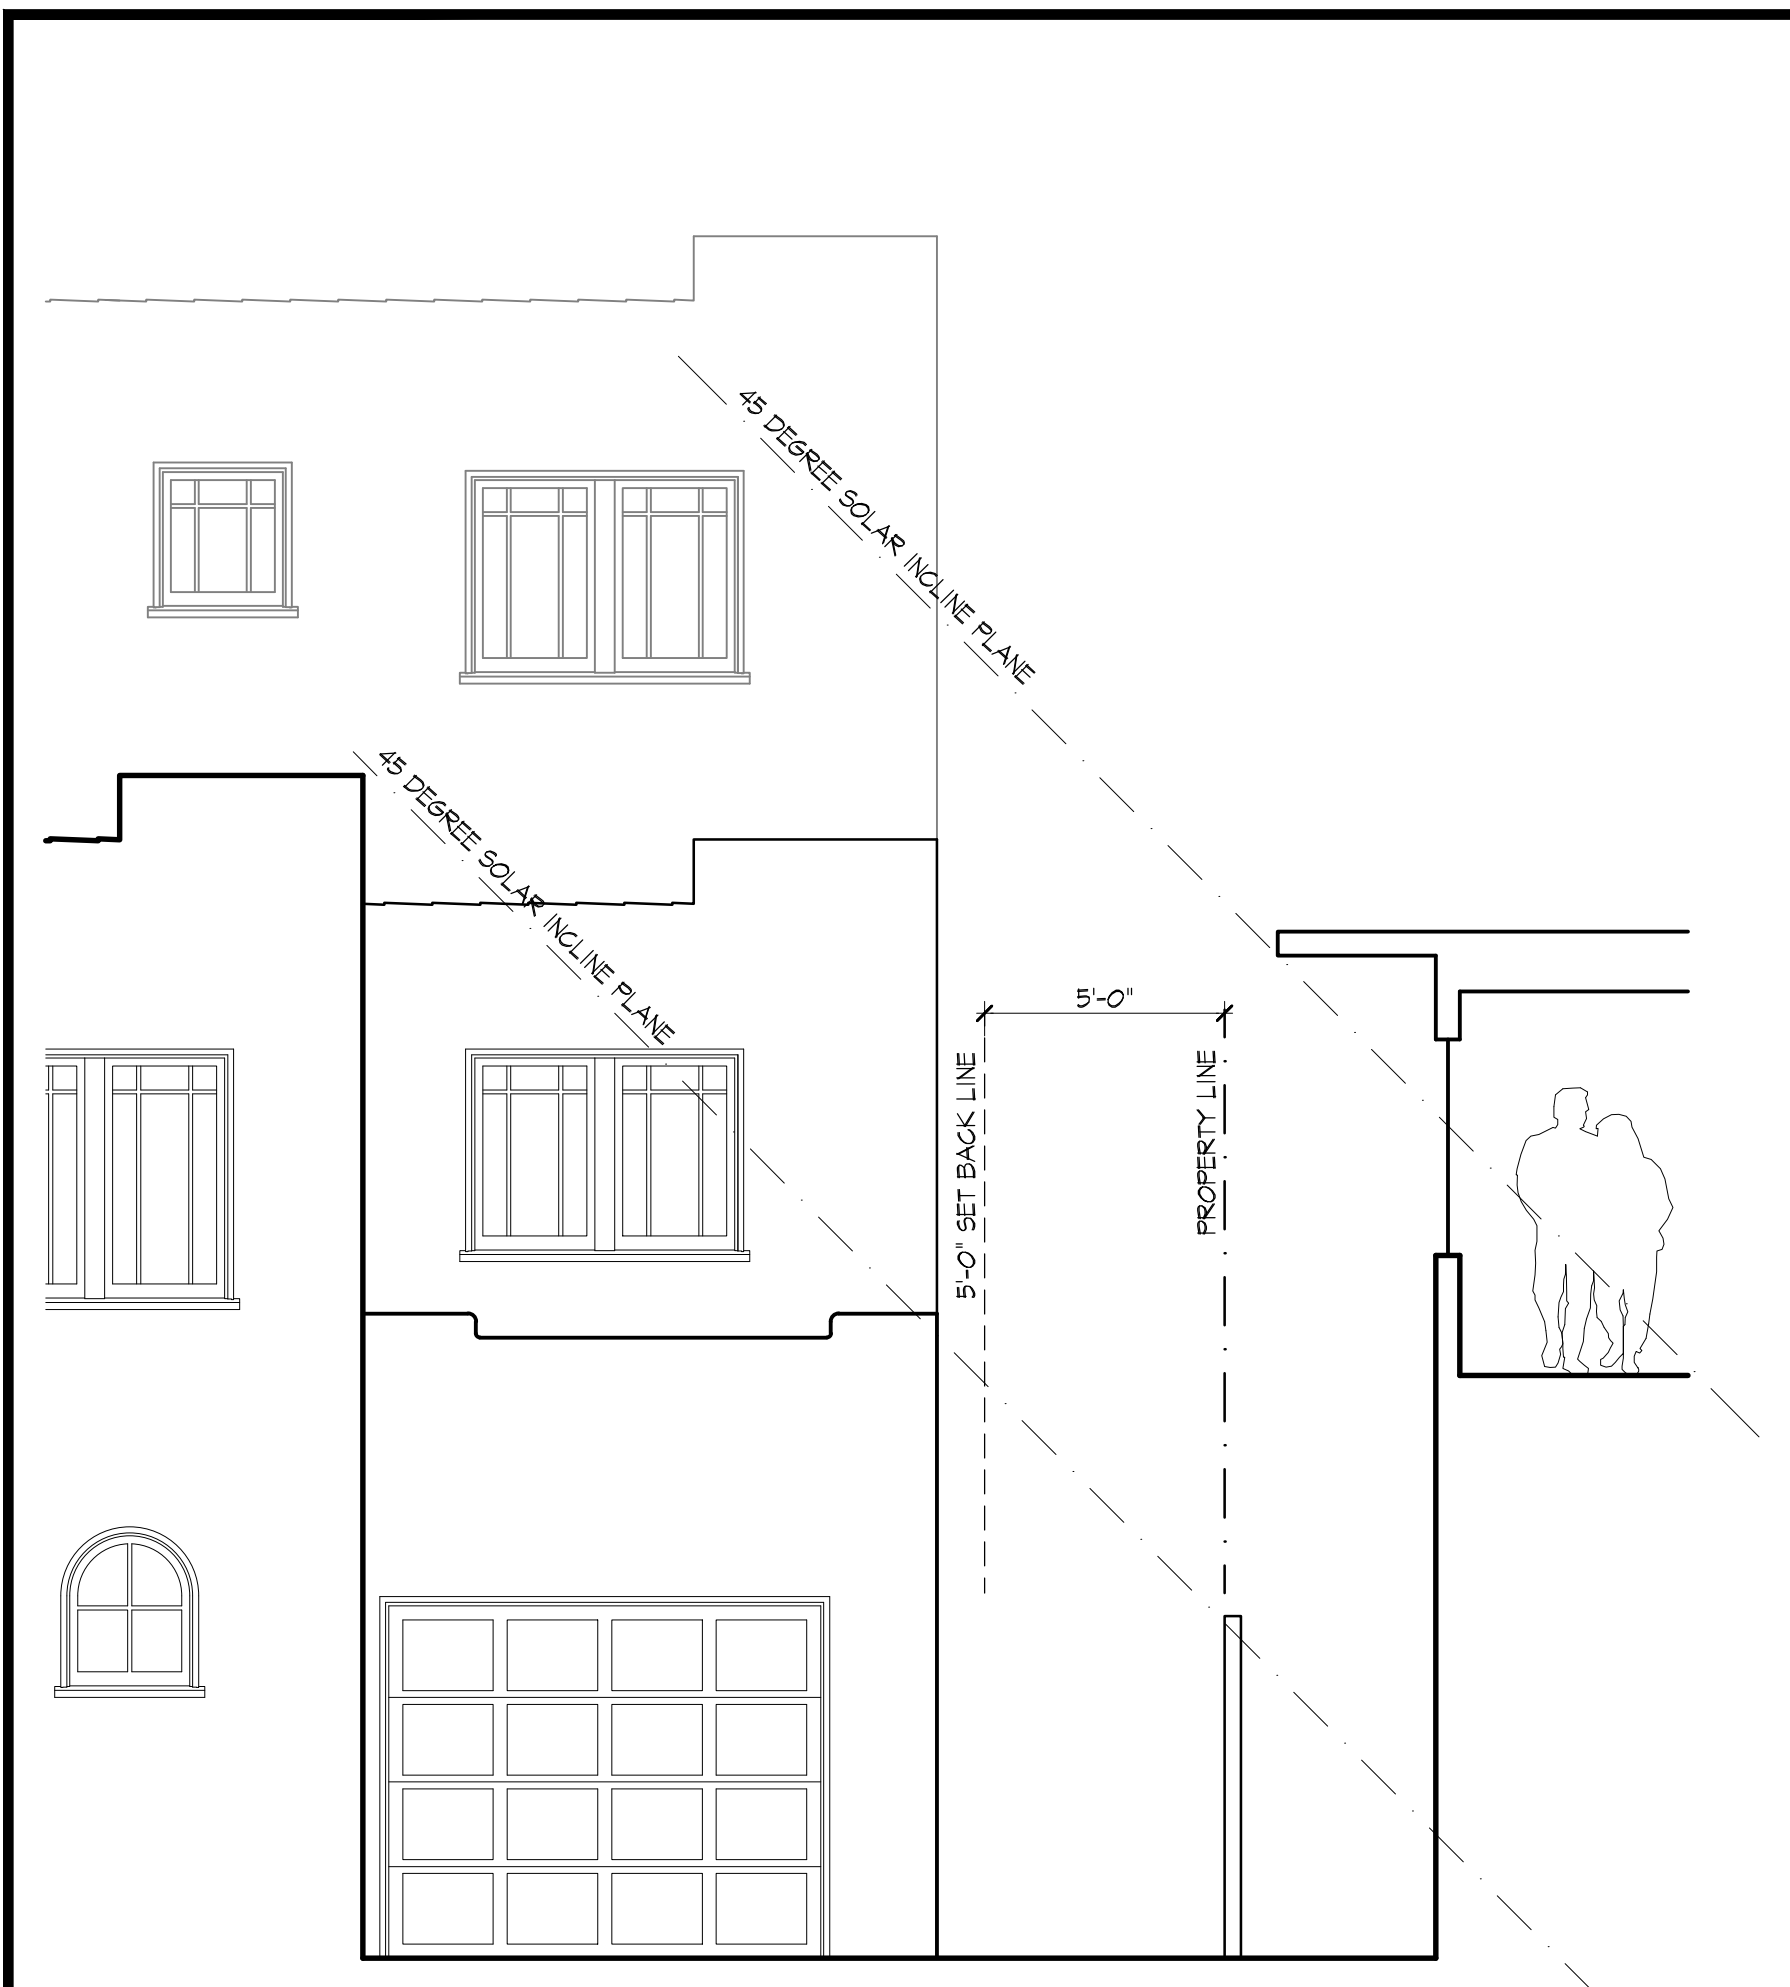 45 DEGREE SOLAR INCLINE PLANE
45 DEGREE SOLAR INCLINE PLANE
5'-0"
5'-0" SET BACK LINE
PROPERTY LINE